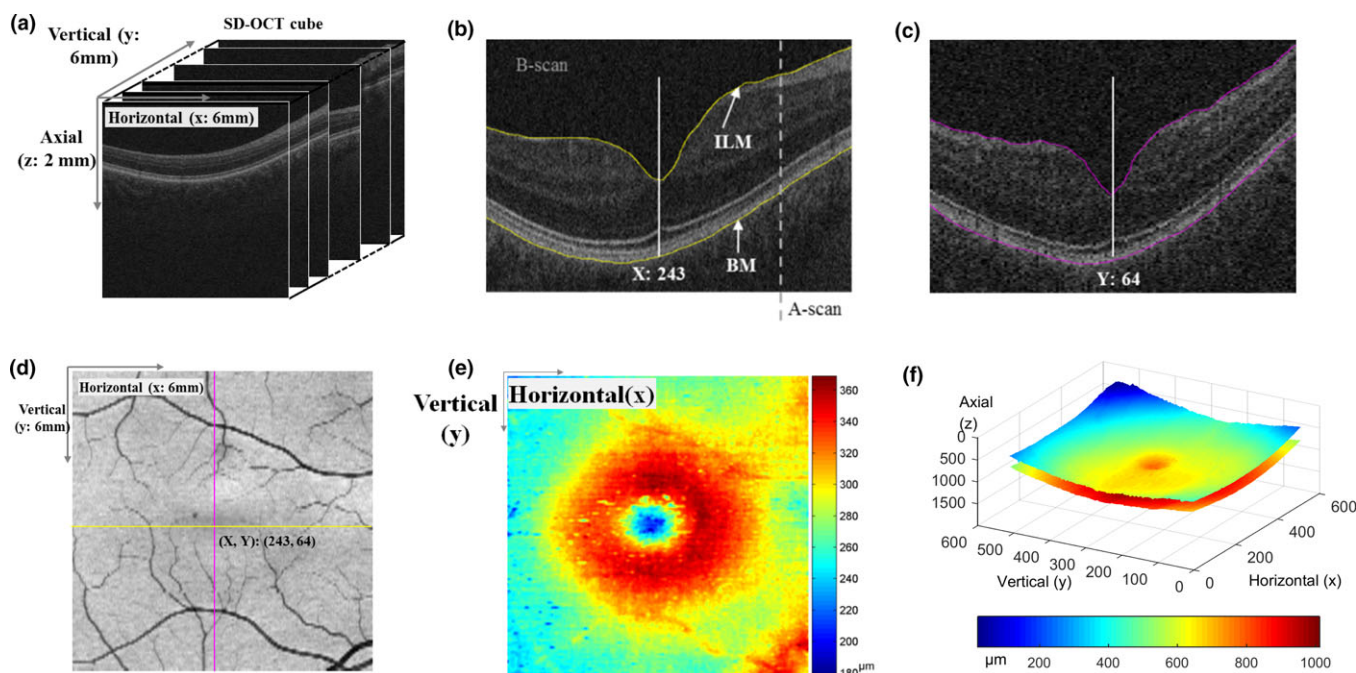 (a)
SD-OCT cube
Vertical (y:
6mm)
Horizontal (x: 6mm)
Axial
(z: 2 mm)
(b)
B-scan
ILM
BM
X: 243
A-scan
(c)
Y: 64
(d)
Horizontal (x: 6mm)
Vertical
(y: 6mm)
(X, Y): (243, 64)
(e)
Horizontal(x)
Vertical
(y)
360
340
320
300
280
260
240
220
200
180
μm
(f)
Axial
(z)
0
500
1000
1500
600
500
400
300
200
100
0
Vertical (y)
0
200
400
600
Horizontal (x)
μm
200
400
600
800
1000